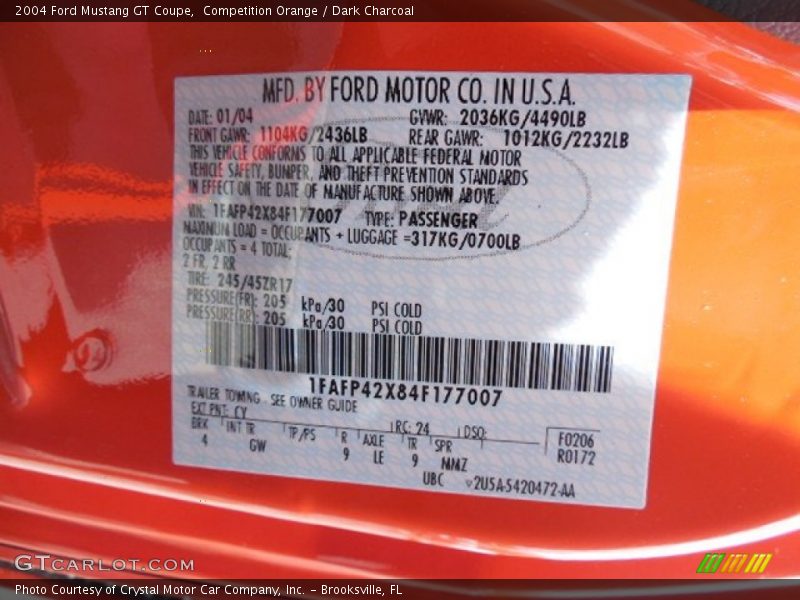 2004 Ford Mustang GT Coupe,  Competition Orange / Dark Charcoal
MFD. BY FORD MOTOR CO. IN U.S.A.
DATE: 01/04 GVWR: 2036KG/4490LB
FRONT GAWR: 1104KG/2436LB REAR GAWR: 1012KG/2232LB
THIS VEHICLE CONFORMS TO ALL APPLICABLE FEDERAL MOTOR
VEHICLE SAFETY, BUMPER, AND THEFT PREVENTION STANDARDS
IN EFFECT ON THE DATE OF MANUFACTURE SHOWN ABOVE.
VIN: 1FAFP42X84F177007 TYPE: PASSENGER
MAXIMUM LOAD = OCCUPANTS + LUGGAGE =317KG/0700LB
OCCUPANTS = 4 TOTAL;
2 FR, 2 RR
TIRE: 245/45ZR17
PRESSURE(FR): 205 kPa/30 PSI COLD
PRESSURE(RR): 205 kPa/30 PSI COLD
1FAFP42X84F177007
TRAILER TOWING - SEE OWNER GUIDE
EXT PNT: CY RC: 24 DSO: F0206
BRK INT TR TP/PS R AXLE TR SPR R0172
4 GW 9 LE 9 MMZ
UBC 2U5A-5420472-AA
GTCARLOT.COM
Photo Courtesy of Crystal Motor Car Company, Inc. – Brooksville, FL